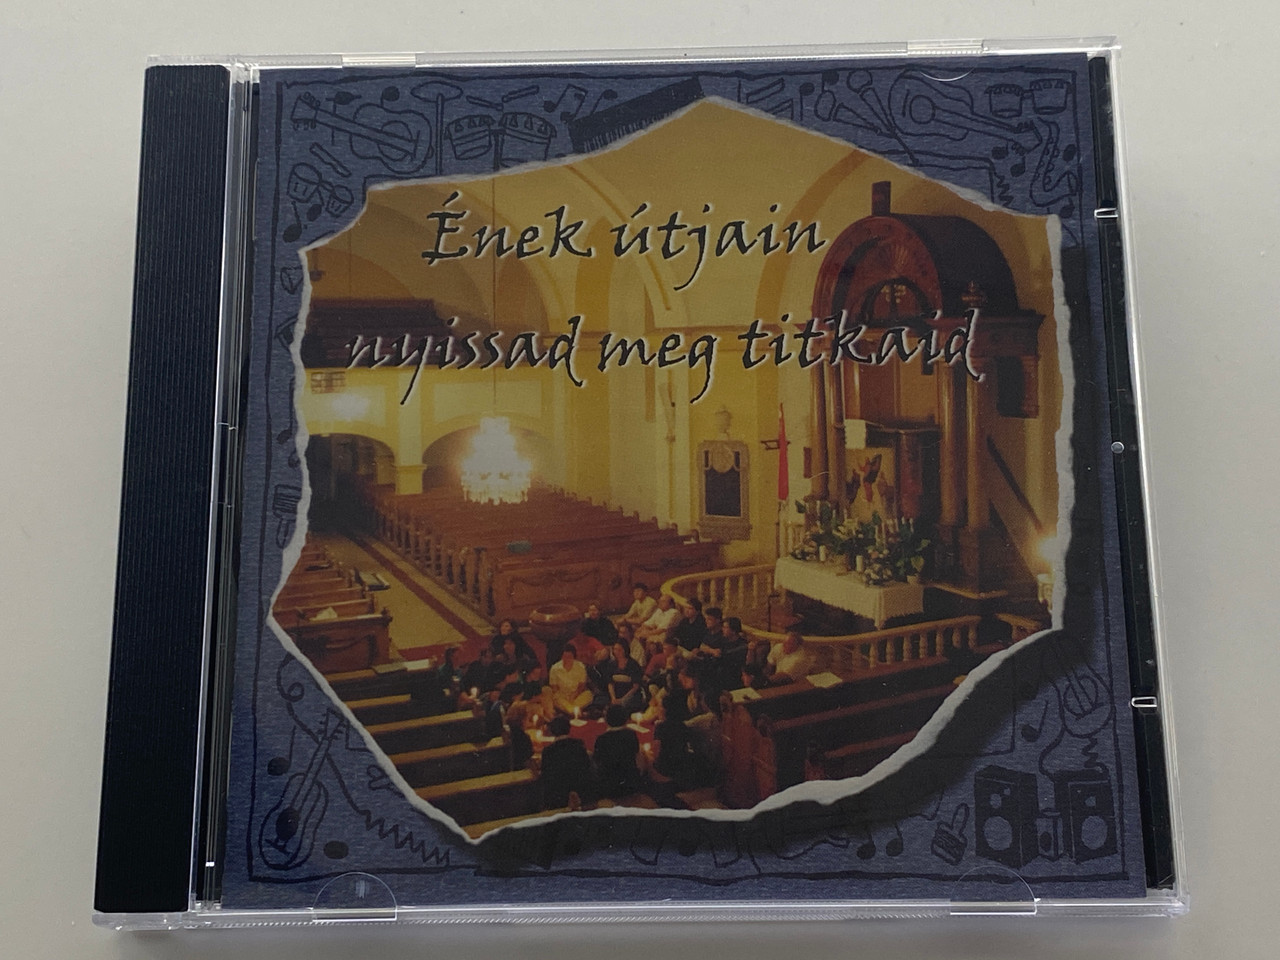 Ének útjain
nyissad meg titkaid